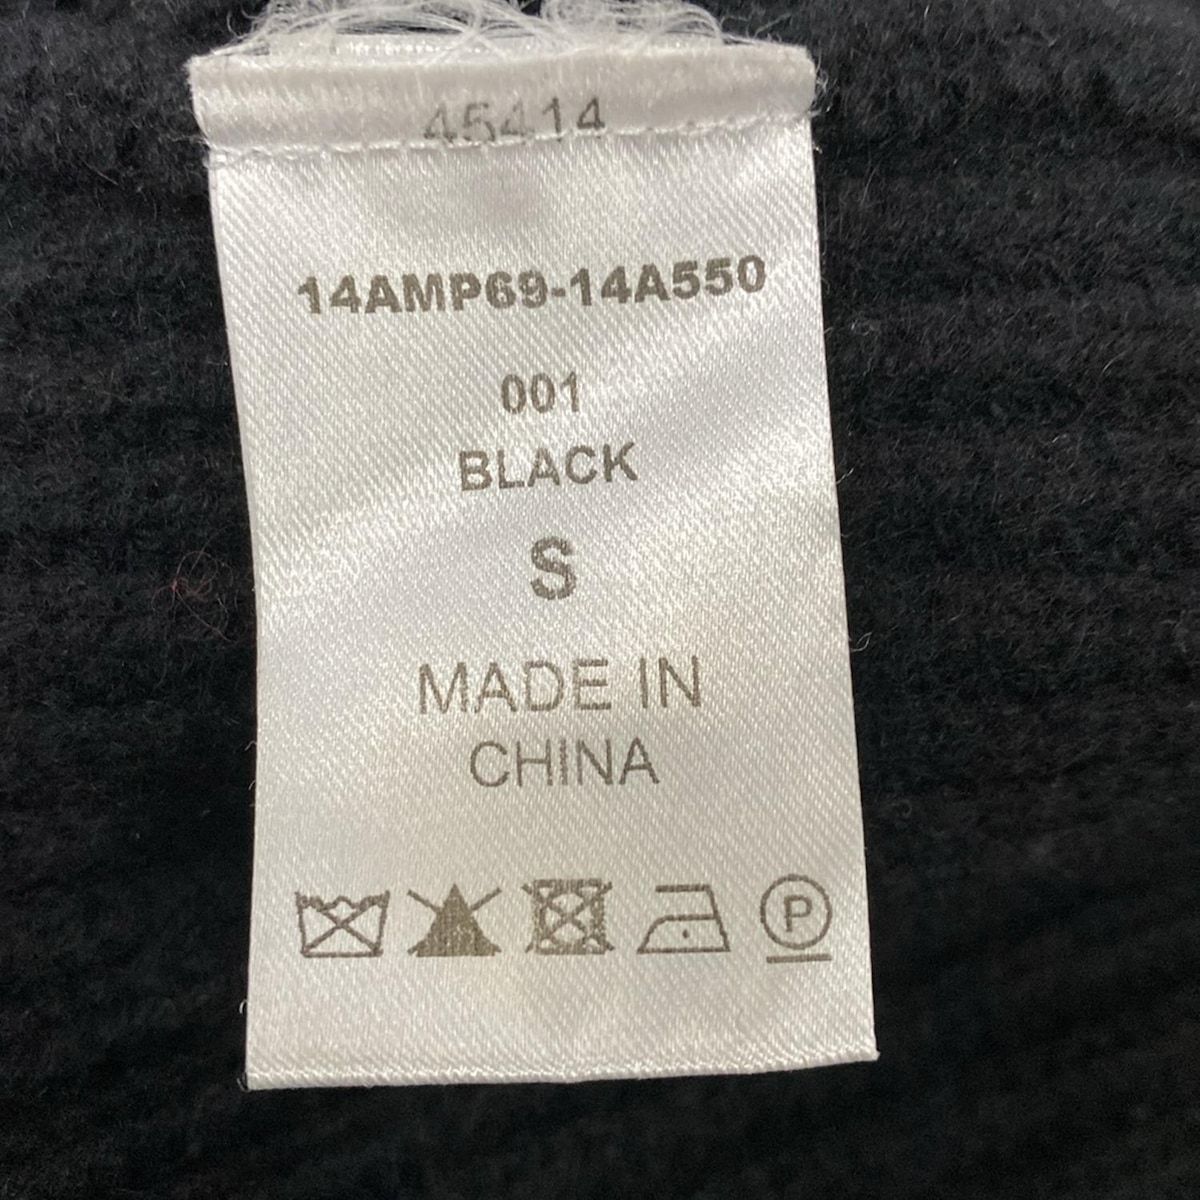 45414
14AMP69-14A550
001
BLACK
S
MADE IN
CHINA
P